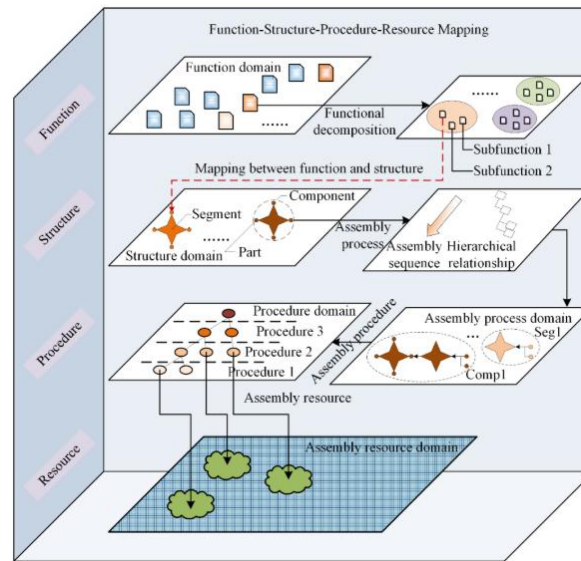 Function-Structure-Procedure-Resource Mapping
Function
Function domain
......
Functional
decomposition
......
Subfunction 1
Subfunction 2
Mapping between function and structure
Structure
Segment
Component
......
Part
Structure domain
Assembly
process
Assembly
sequence
Hierarchical
relationship
Procedure
Procedure domain
Procedure 3
Procedure 2
Procedure 1
Assembly procedure
Assembly process domain
...
Seg1
Comp1
Assembly resource
Resource
Assembly resource domain